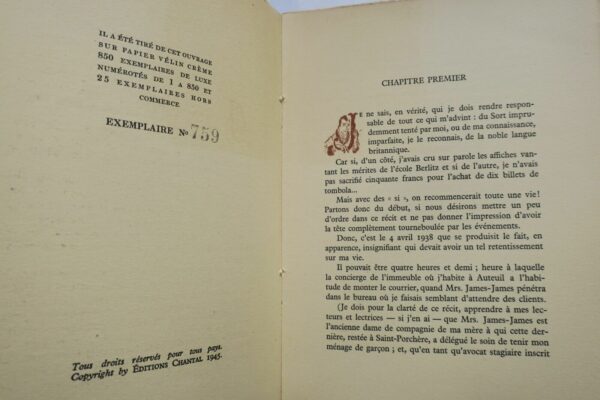 IL A ÉTÉ TIRÉ DE CET OUVRAGE
SUR PAPIER VÉLIN CRÈME
850 EXEMPLAIRES DE LUXE
NUMÉROTÉS DE 1 A 850 ET
25 EXEMPLAIRES HORS
COMMERCE
EXEMPLAIRE No 759
Tous droits réservés pour tous pays.
Copyright by ÉDITIONS CHANTAL 1945.
CHAPITRE PREMIER
JE ne sais, en vérité, qui je dois rendre respon-
sable de tout ce qui m'advint : du Sort impru-
demment tenté par moi, ou de ma connaissance,
imparfaite, je le reconnais, de la noble langue
britannique.
Car si, d'un côté, j'avais cru sur parole les affiches van-
tant les mérites de l'école Berlitz et si de l'autre, je n'avais
pas sacrifié cinquante francs pour l'achat de dix billets de
tombola...
Mais avec des « si », on recommencerait toute une vie !
Partons donc du début, si nous désirons mettre un peu
d'ordre dans ce récit et ne pas donner l'impression d'avoir
la tête complètement tourneboulée par les événements.
Donc, c'est le 4 avril 1938 que se produisit le fait, en
apparence, insignifiant qui devait avoir un tel retentissement
sur ma vie.
Il pouvait être quatre heures et demi ; heure à laquelle
la concierge de l'immeuble où j'habite à Auteuil a l'habi-
tude de monter le courrier, quand Mrs. James-James pénétra
dans le bureau où je faisais semblant d'attendre des clients.
(Je dois pour la clarté de ce récit, apprendre à mes lec-
teurs et lectrices — si j'en ai — que Mrs. James-James est
l'ancienne dame de compagnie de ma mère à qui cette der-
nière, restée à Saint-Porchère, a délégué le soin de tenir mon
ménage de garçon ; et, qu'en tant qu'avocat stagiaire inscrit